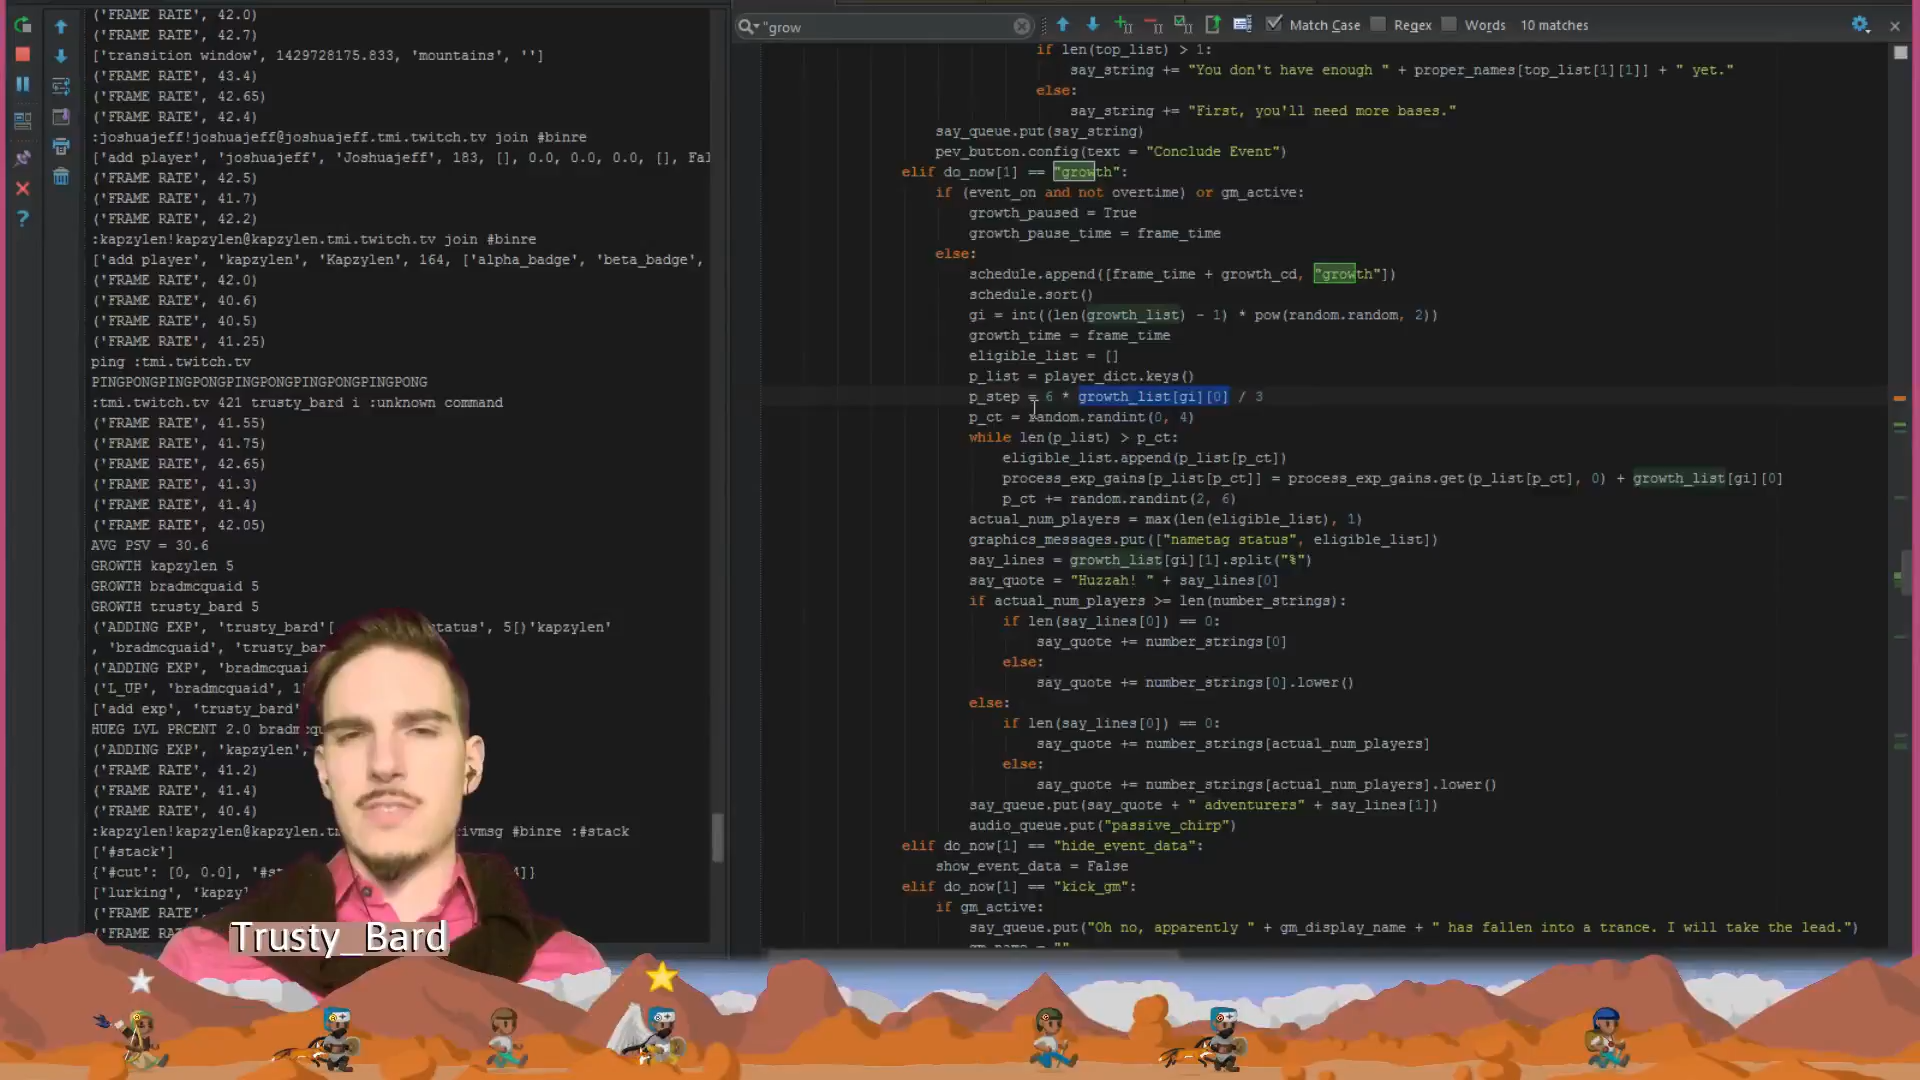 ('FRAME RATE', 42.0)
('FRAME RATE', 42.7)
['transition window', 1429728175.833, 'mountains', '']
('FRAME RATE', 43.4)
('FRAME RATE', 42.65)
('FRAME RATE', 42.4)
:joshuajeff!joshuajeff@joshuajeff.tmi.twitch.tv join #binre
['add player', 'joshuajeff', 'Joshuajeff', 183, [], 0.0, 0.0, 0.0, [], Fal
('FRAME RATE', 42.5)
('FRAME RATE', 41.7)
('FRAME RATE', 42.2)
:kapzylen!kapzylen@kapzylen.tmi.twitch.tv join #binre
['add player', 'kapzylen', 'Kapzylen', 164, ['alpha_badge', 'beta_badge',
('FRAME RATE', 42.0)
('FRAME RATE', 40.6)
('FRAME RATE', 40.5)
('FRAME RATE', 41.25)
ping :tmi.twitch.tv
PINGPONGPINGPONGPINGPONGPINGPONGPINGPONG
:tmi.twitch.tv 421 trusty_bard i :unknown command
('FRAME RATE', 41.55)
('FRAME RATE', 41.75)
('FRAME RATE', 42.65)
('FRAME RATE', 41.3)
('FRAME RATE', 41.4)
('FRAME RATE', 42.05)
AVG PSV = 30.6
GROWTH kapzylen 5
GROWTH bradmcquaid 5
GROWTH trusty_bard 5
('ADDING EXP', 'trusty_bard'[ status', 5[)'kapzylen'
, 'bradmcquaid', 'trusty_bar
('ADDING EXP', 'bradmcquai
('L_UP', 'bradmcquaid', 1
['add exp', 'trusty_bard'
HUEG LVL PRCENT 2.0 bradmcqu
('ADDING EXP', 'kapzylen',
('FRAME RATE', 41.2)
('FRAME RATE', 41.4)
('FRAME RATE', 40.4)
:kapzylen!kapzylen@kapzylen.t ivmsg #binre :#stack
['#stack']
{'#cut': [0, 0.0], '#s 4]}
['lurking', 'kapzy
('FRAME RATE',
('FRAME RA
Trusty_Bard
"grow
Match Case
Regex
Words
10 matches
if len(top_list) > 1:
say_string += "You don't have enough " + proper_names[top_list[1][1]] + " yet."
else:
say_string += "First, you'll need more bases."
say_queue.put(say_string)
pev_button.config(text = "Conclude Event")
elif do_now[1] == "growth":
if (event_on and not overtime) or gm_active:
growth_paused = True
growth_pause_time = frame_time
else:
schedule.append([frame_time + growth_cd, "growth"])
schedule.sort()
gi = int((len(growth_list) - 1) * pow(random.random, 2))
growth_time = frame_time
eligible_list = []
p_list = player_dict.keys()
p_step = 6 * growth_list[gi][0] / 3
p_ct = random.randint(0, 4)
while len(p_list) > p_ct:
eligible_list.append(p_list[p_ct])
process_exp_gains[p_list[p_ct]] = process_exp_gains.get(p_list[p_ct], 0) + growth_list[gi][0]
p_ct += random.randint(2, 6)
actual_num_players = max(len(eligible_list), 1)
graphics_messages.put(["nametag status", eligible_list])
say_lines = growth_list[gi][1].split("%")
say_quote = "Huzzah! " + say_lines[0]
if actual_num_players >= len(number_strings):
if len(say_lines[0]) == 0:
say_quote += number_strings[0]
else:
say_quote += number_strings[0].lower()
else:
if len(say_lines[0]) == 0:
say_quote += number_strings[actual_num_players]
else:
say_quote += number_strings[actual_num_players].lower()
say_queue.put(say_quote + " adventurers" + say_lines[1])
audio_queue.put("passive_chirp")
elif do_now[1] == "hide_event_data":
show_event_data = False
elif do_now[1] == "kick_gm":
if gm_active:
say_queue.put("Oh no, apparently " + gm_display_name + " has fallen into a trance. I will take the lead.")
gm_name = ""